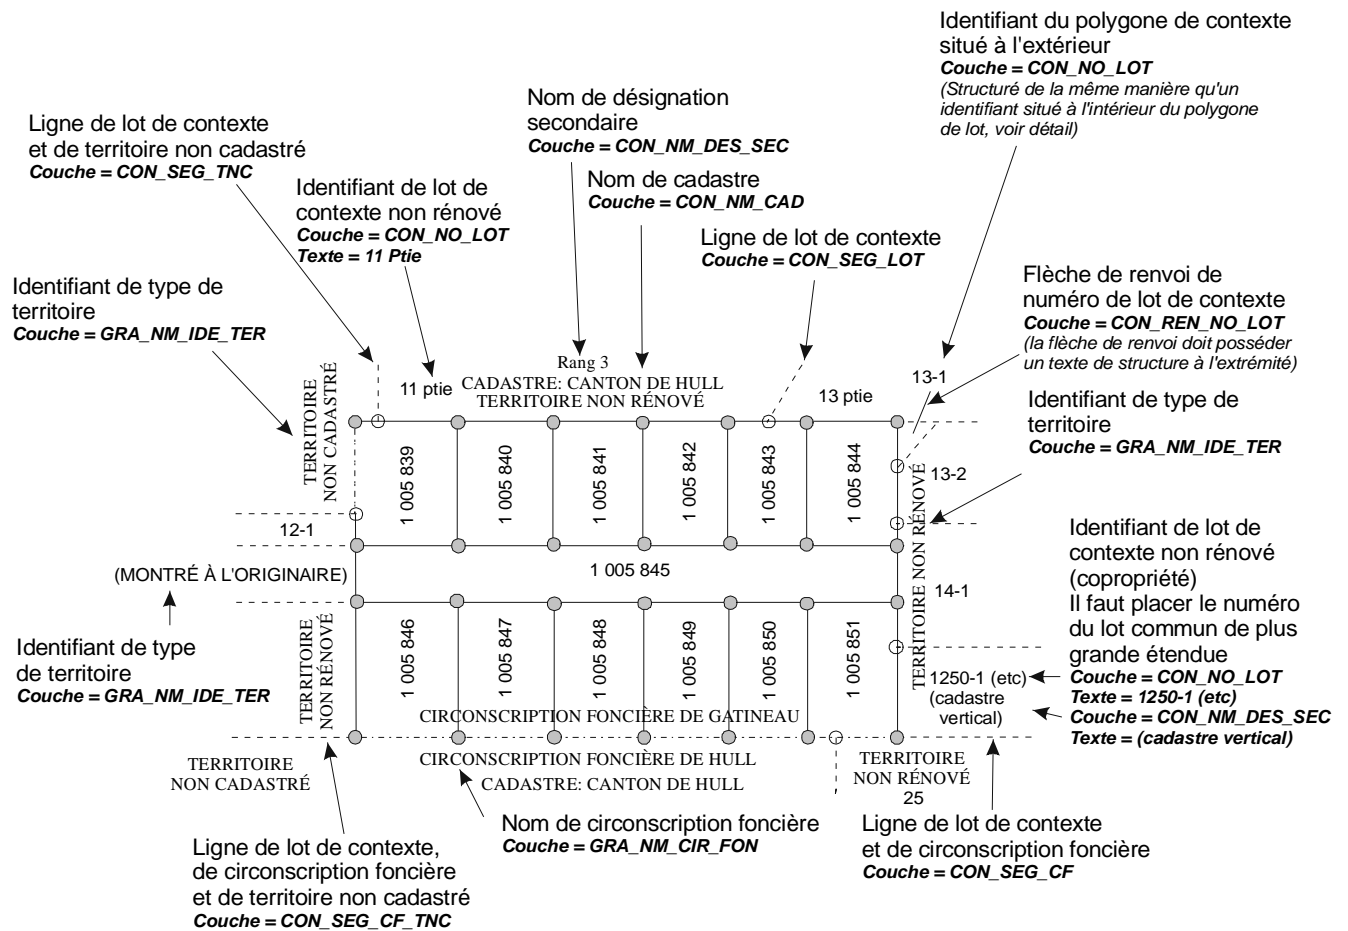 Identifiant du polygone de contexte
situé à l'extérieur
Couche = CON_NO_LOT
(Structuré de la même manière qu'un
identifiant situé à l'intérieur du polygone
de lot, voir détail)
Nom de désignation
secondaire
Couche = CON_NM_DES_SEC
Ligne de lot de contexte
et de territoire non cadastré
Couche = CON_SEG_TNC
Identifiant de lot de
contexte non rénové
Couche = CON_NO_LOT
Texte = 11 Ptie
Nom de cadastre
Couche = CON_NM_CAD
Ligne de lot de contexte
Couche = CON_SEG_LOT
Identifiant de type de
territoire
Couche = GRA_NM_IDE_TER
Flèche de renvoi de
numéro de lot de contexte
Couche = CON_REN_NO_LOT
(la flèche de renvoi doit posséder
un texte de structure à l'extrémité)
Identifiant de type de
territoire
Couche = GRA_NM_IDE_TER
Rang 3
CADASTRE: CANTON DE HULL
TERRITOIRE NON RÉNOVÉ
11 ptie
13 ptie
13-1
TERRITOIRE
NON CADASTRÉ
1 005 839
1 005 840
1 005 841
1 005 842
1 005 843
1 005 844
13-2
TERRITOIRE NON RÉNOVÉ
12-1
(MONTRÉ À L'ORIGINAIRE)
1 005 845
14-1
Identifiant de lot de
contexte non rénové
(copropriété)
Il faut placer le numéro
du lot commun de plus
grande étendue
Couche = CON_NO_LOT
Texte = 1250-1 (etc)
Couche = CON_NM_DES_SEC
Texte = (cadastre vertical)
Identifiant de type
de territoire
Couche = GRA_NM_IDE_TER
TERRITOIRE
NON RÉNOVÉ
1 005 846
1 005 847
1 005 848
1 005 849
1 005 850
1 005 851
1250-1 (etc)
(cadastre
vertical)
CIRCONSCRIPTION FONCIÈRE DE GATINEAU
CIRCONSCRIPTION FONCIÈRE DE HULL
CADASTRE: CANTON DE HULL
TERRITOIRE
NON CADASTRÉ
TERRITOIRE
NON RÉNOVÉ
25
Nom de circonscription foncière
Couche = GRA_NM_CIR_FON
Ligne de lot de contexte
et de circonscription foncière
Couche = CON_SEG_CF
Ligne de lot de contexte,
de circonscription foncière
et de territoire non cadastré
Couche = CON_SEG_CF_TNC